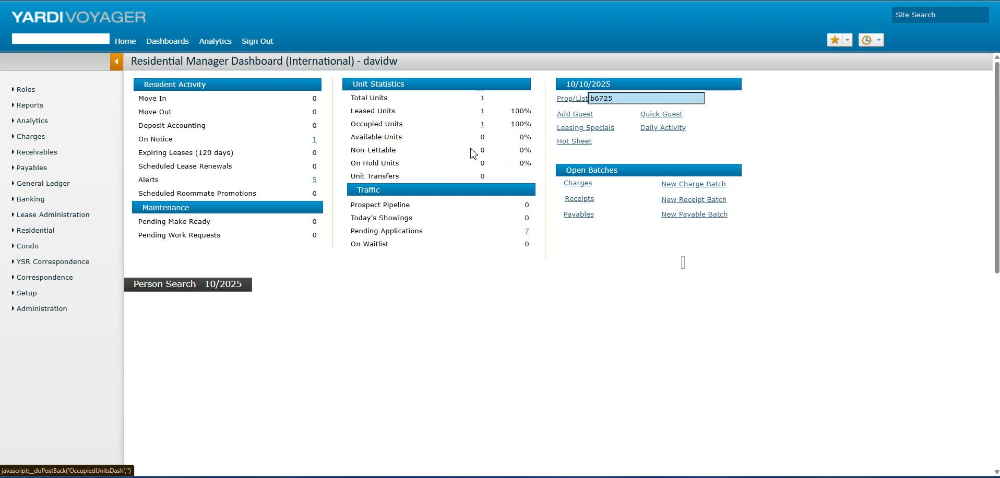 YARDI VOYAGER
Site Search
Home Dashboards Analytics Sign Out
Residential Manager Dashboard (International) - davidw
Roles
Reports
Analytics
Charges
Receivables
Payables
General Ledger
Banking
Lease Administration
Residential
Condo
YSR Correspondence
Correspondence
Setup
Administration
Resident Activity
Move In 0
Move Out 0
Deposit Accounting 0
On Notice 1
Expiring Leases (120 days) 0
Scheduled Lease Renewals 0
Alerts 5
Scheduled Roommate Promotions 0
Maintenance
Pending Make Ready 0
Pending Work Requests 0
Unit Statistics
Total Units 1
Leased Units 1 100%
Occupied Units 1 100%
Available Units 0 0%
Non-Lettable 0 0%
On Hold Units 0 0%
Unit Transfers 0
Traffic
Prospect Pipeline 0
Today's Showings 0
Pending Applications 7
On Waitlist 0
10/10/2025
Prop/List b6725
Add Guest Quick Guest
Leasing Specials Daily Activity
Hot Sheet
Open Batches
Charges New Charge Batch
Receipts New Receipt Batch
Payables New Payable Batch
Person Search 10/2025
javascript:__doPostBack('OccupiedUnitsDash','')